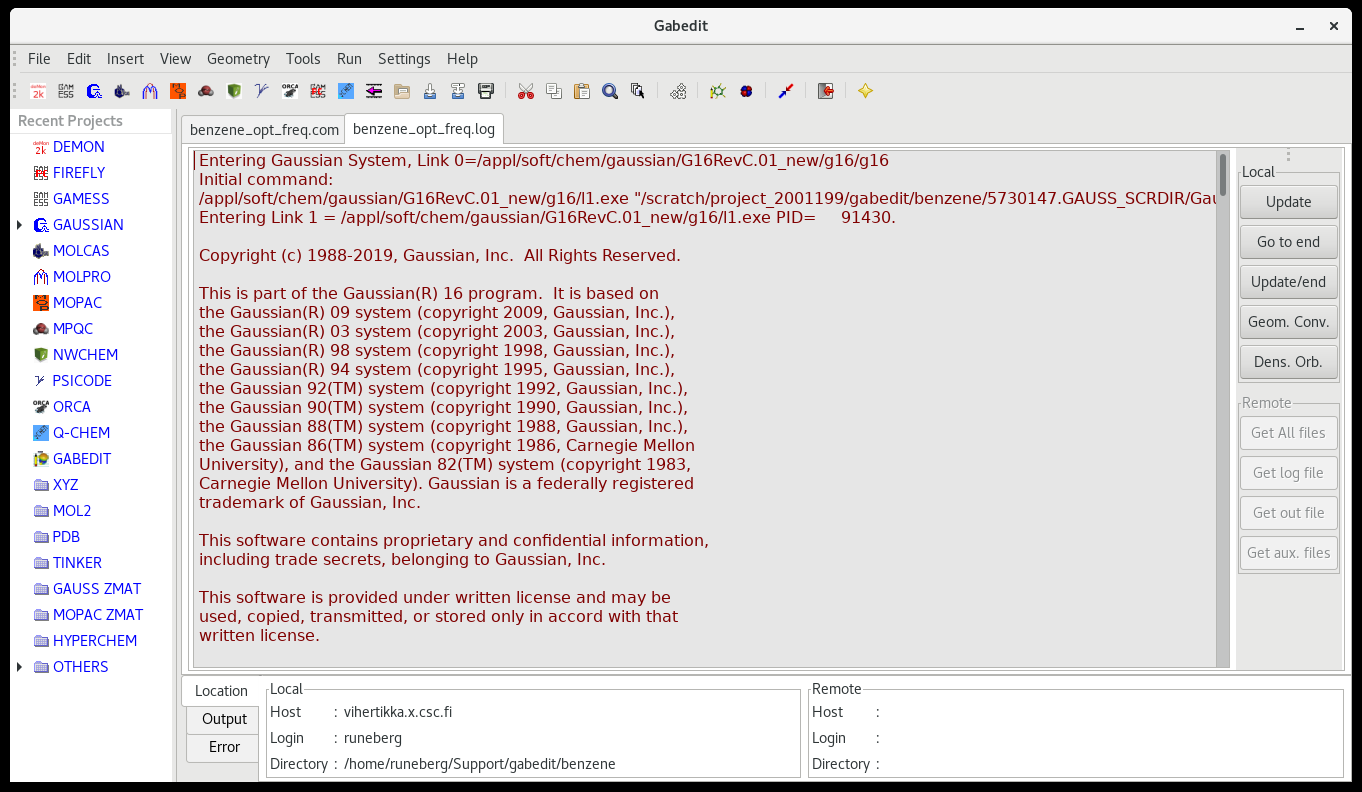 Gabedit
File Edit Insert View Geometry Tools Run Settings Help
Recent Projects
DEMON
FIREFLY
GAMESS
GAUSSIAN
MOLCAS
MOLPRO
MOPAC
MPQC
NWCHEM
PSICODE
ORCA
Q-CHEM
GABEDIT
XYZ
MOL2
PDB
TINKER
GAUSS ZMAT
MOPAC ZMAT
HYPERCHEM
OTHERS
benzene_opt_freq.com benzene_opt_freq.log
Entering Gaussian System, Link 0=/appl/soft/chem/gaussian/G16RevC.01_new/g16/g16
Initial command:
/appl/soft/chem/gaussian/G16RevC.01_new/g16/l1.exe "/scratch/project_2001199/gabedit/benzene/5730147.GAUSS_SCRDIR/Gau
Entering Link 1 = /appl/soft/chem/gaussian/G16RevC.01_new/g16/l1.exe PID=     91430.
Copyright (c) 1988-2019, Gaussian, Inc.  All Rights Reserved.
This is part of the Gaussian(R) 16 program.  It is based on
the Gaussian(R) 09 system (copyright 2009, Gaussian, Inc.),
the Gaussian(R) 03 system (copyright 2003, Gaussian, Inc.),
the Gaussian(R) 98 system (copyright 1998, Gaussian, Inc.),
the Gaussian(R) 94 system (copyright 1995, Gaussian, Inc.),
the Gaussian 92(TM) system (copyright 1992, Gaussian, Inc.),
the Gaussian 90(TM) system (copyright 1990, Gaussian, Inc.),
the Gaussian 88(TM) system (copyright 1988, Gaussian, Inc.),
the Gaussian 86(TM) system (copyright 1986, Carnegie Mellon
University), and the Gaussian 82(TM) system (copyright 1983,
Carnegie Mellon University). Gaussian is a federally registered
trademark of Gaussian, Inc.
This software contains proprietary and confidential information,
including trade secrets, belonging to Gaussian, Inc.
This software is provided under written license and may be
used, copied, transmitted, or stored only in accord with that
written license.
Local
Update
Go to end
Update/end
Geom. Conv.
Dens. Orb.
Remote
Get All files
Get log file
Get out file
Get aux. files
Location
Output
Error
Local
Host : vihertikka.x.csc.fi
Login : runeberg
Directory : /home/runeberg/Support/gabedit/benzene
Remote
Host :
Login :
Directory :